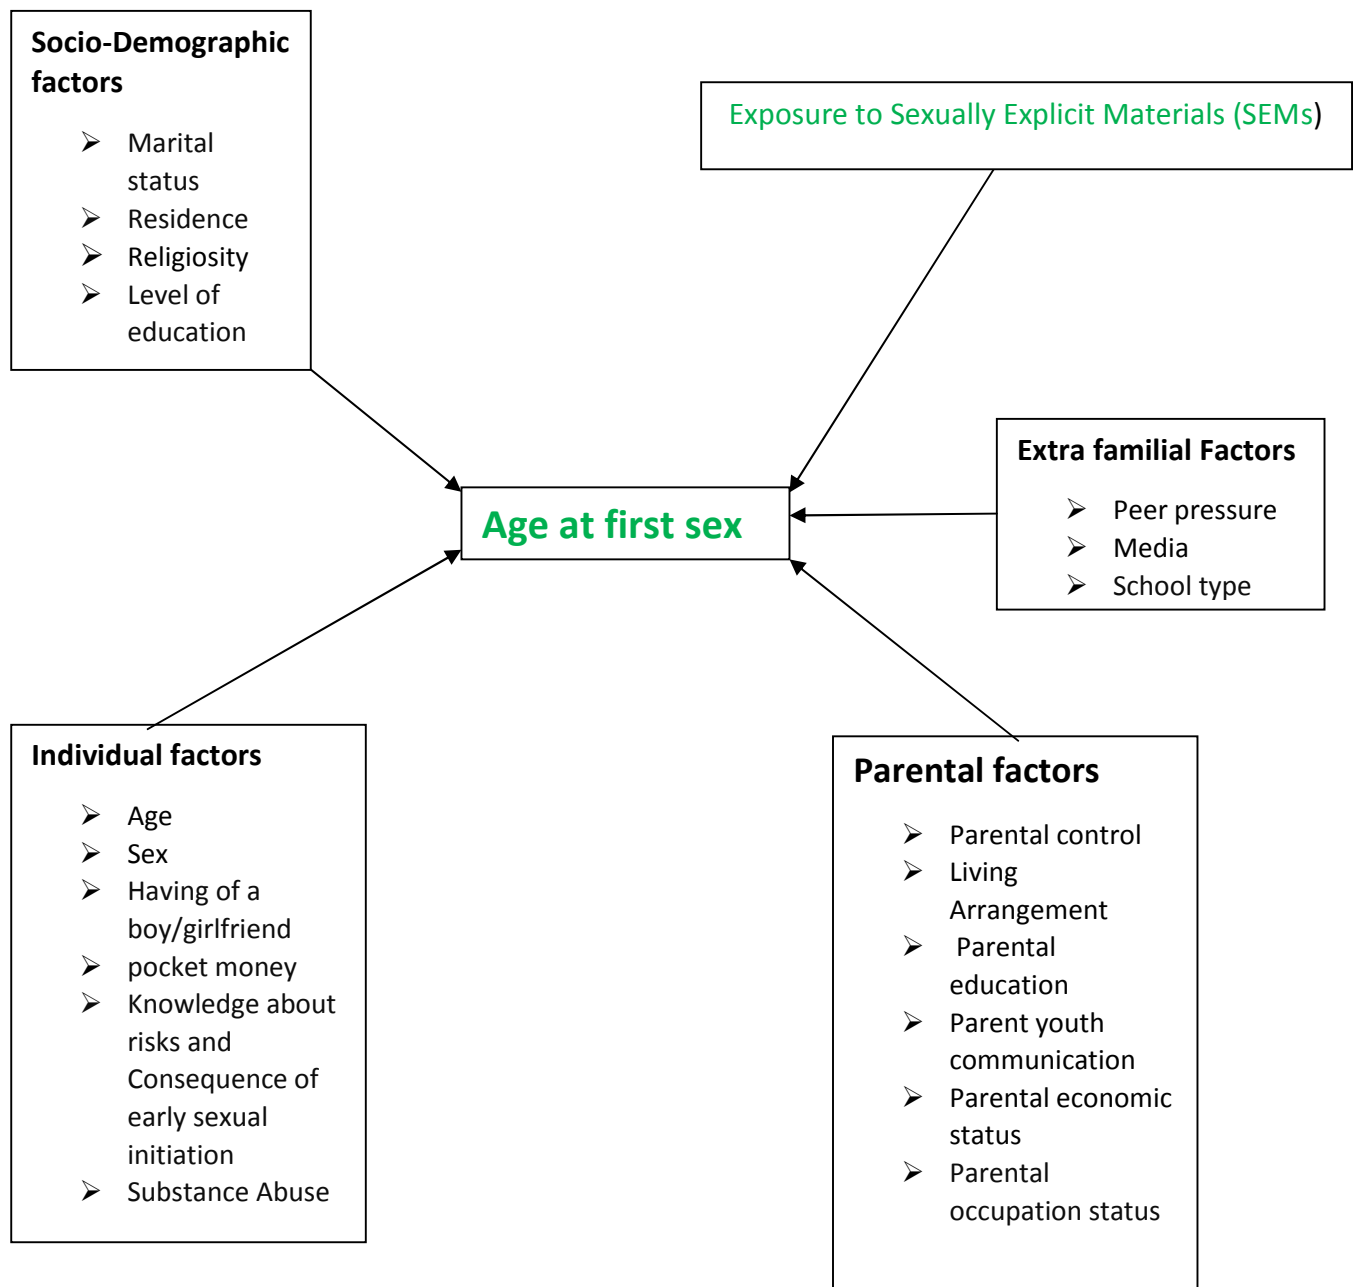 Socio-Demographic
factors
➢ Marital
status
➢ Residence
➢ Religiosity
➢ Level of
education
Exposure to Sexually Explicit Materials (SEMs)
Extra familial Factors
➢ Peer pressure
➢ Media
➢ School type
Age at first sex
Individual factors
➢ Age
➢ Sex
➢ Having of a
boy/girlfriend
➢ pocket money
➢ Knowledge about
risks and
Consequence of
early sexual
initiation
➢ Substance Abuse
Parental factors
➢ Parental control
➢ Living
Arrangement
➢ Parental
education
➢ Parent youth
communication
➢ Parental economic
status
➢ Parental
occupation status